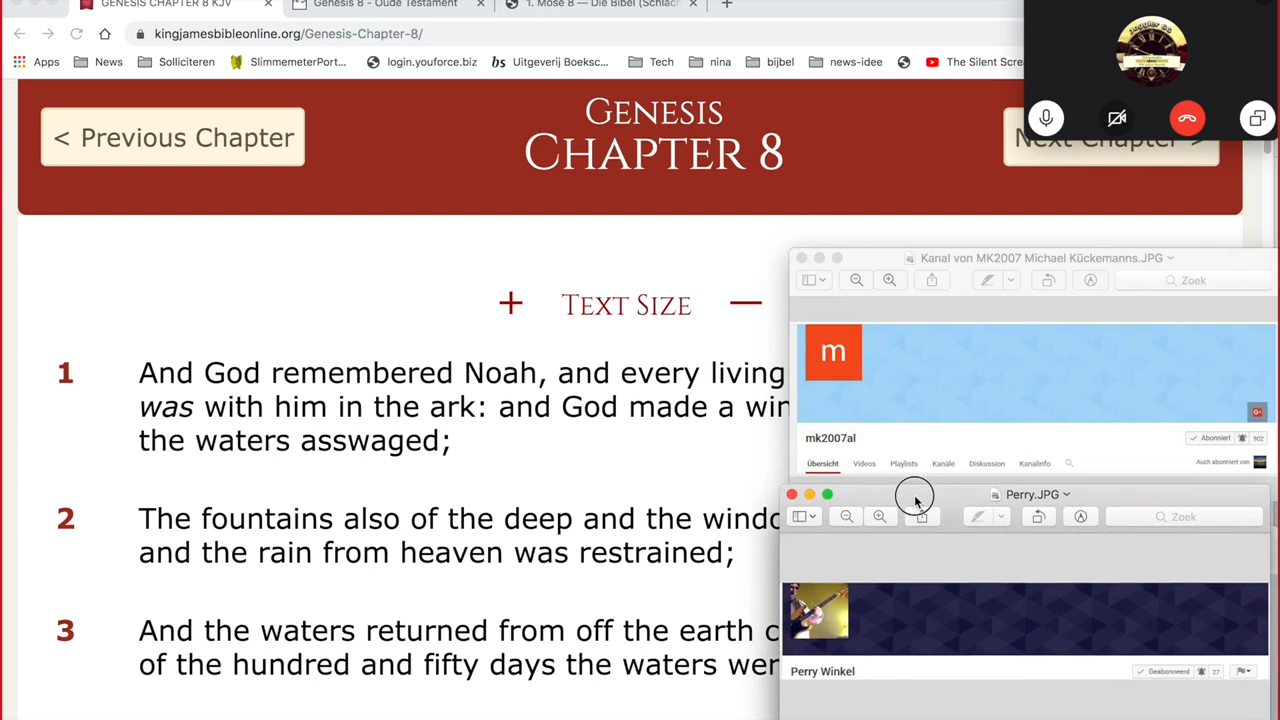 GENESIS CHAPTER 8 KJV
Genesis 8 - Oude Testament
1. Mose 8 — Die Bibel (Schlac
kingjamesbibleonline.org/Genesis-Chapter-8/
Apps
News
Solliciteren
SlimmemeterPort...
login.youforce.biz
bs Uitgeverij Boeksc...
Tech
nina
bijbel
news-idee
The Silent Scre
< Previous Chapter
GENESIS
CHAPTER 8
Next Chapter >
+ TEXT SIZE —
1 And God remembered Noah, and every living
was with him in the ark: and God made a win
the waters asswaged;
2 The fountains also of the deep and the windo
and the rain from heaven was restrained;
3 And the waters returned from off the earth c
of the hundred and fifty days the waters wer
Kanal von MK2007 Michael Kückemanns.JPG
Zoek
m
mk2007al
Abonniert 902
Übersicht Videos Playlists Kanäle Diskussion Kanalinfo
Auch abonniert von
Perry.JPG
Zoek
Perry Winkel
Geabonneerd 27